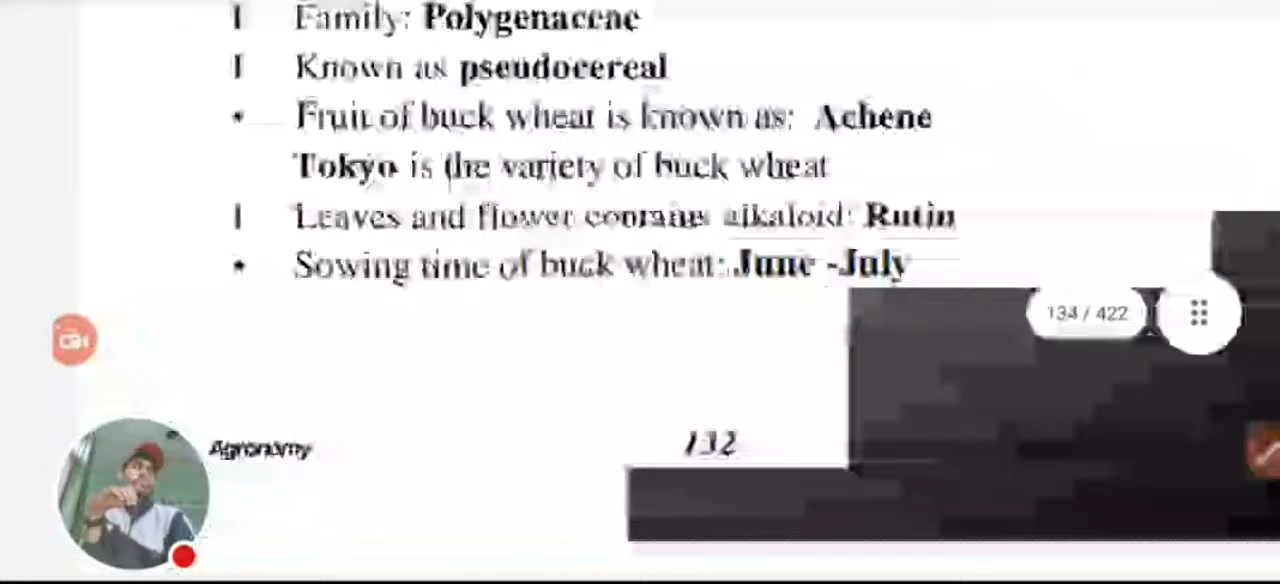 Family: Polygenaceae
Known as pseudocereal
Fruit of buck wheat is known as: Achene
Tokyo is the variety of buck wheat
Leaves and flower contains alkaloid: Rutin
Sowing time of buck wheat: June -July
134 / 422
Agronomy
132